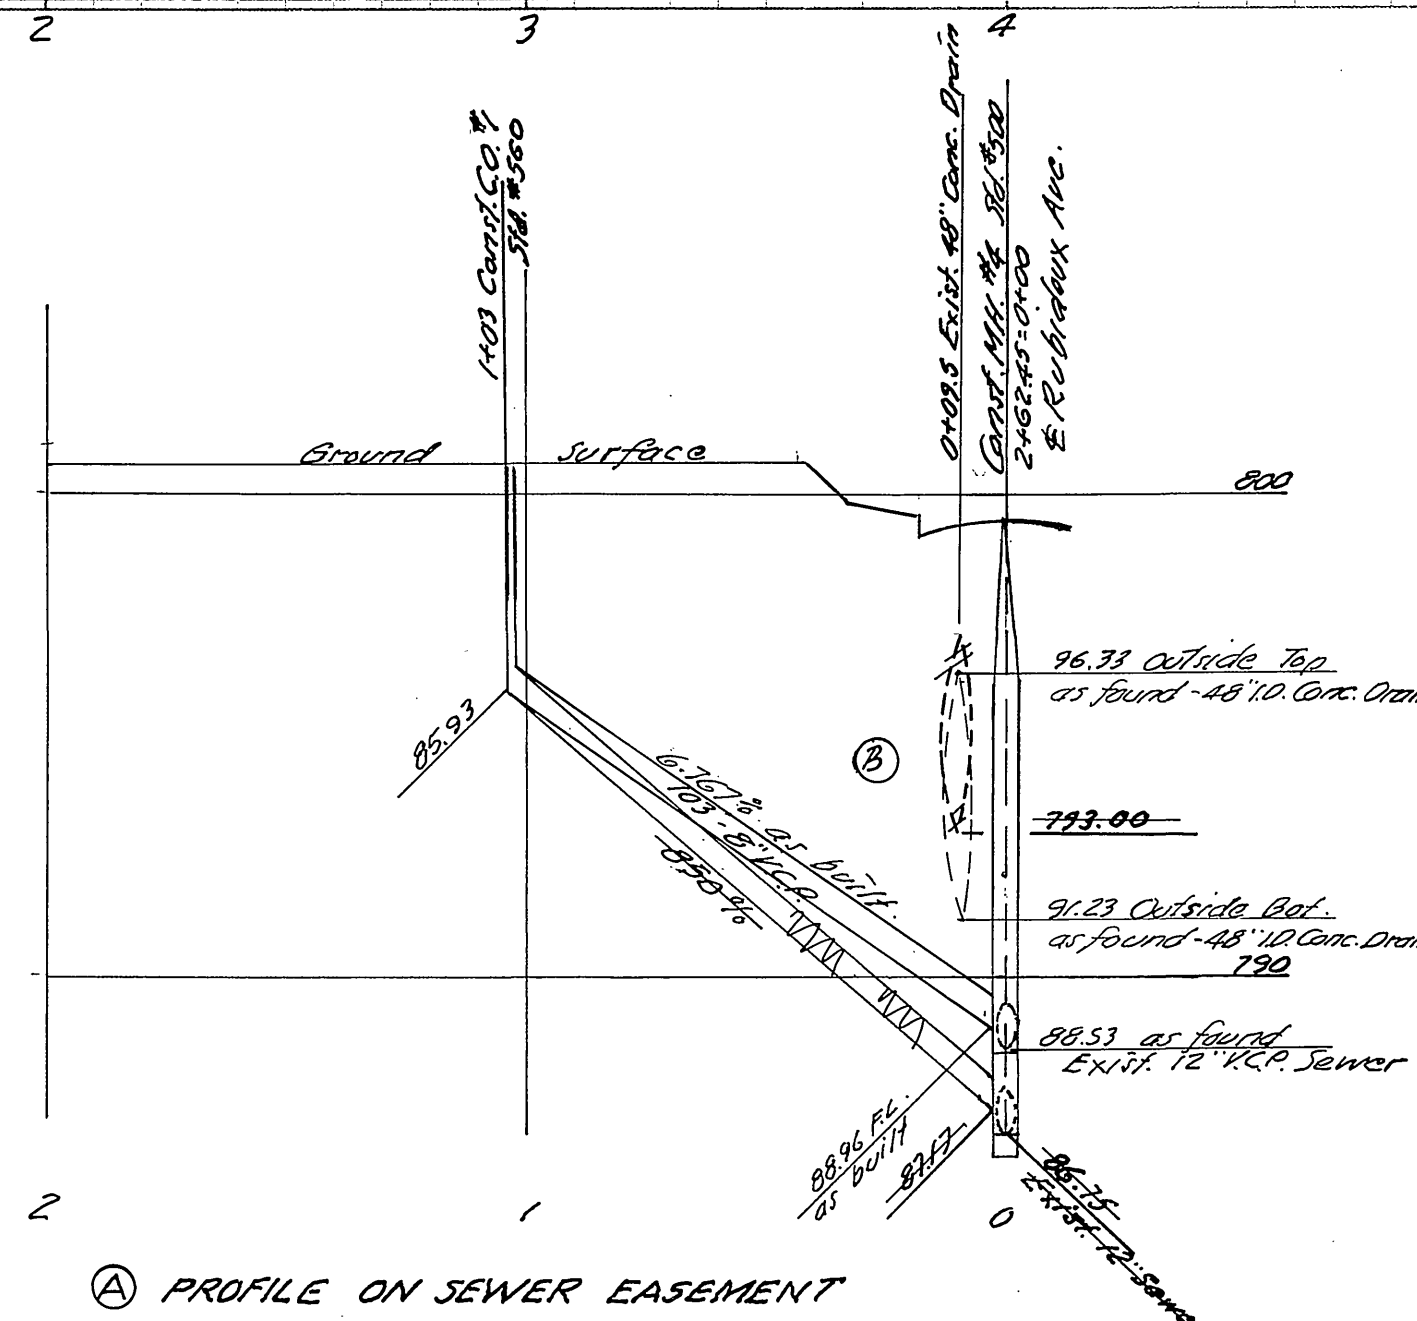 2 3 4
1+03 Const. C.O. #1
Std. #560
0+09.5 Exist. 48" Conc. Drain
Const. M.H. #4 Std. #500
2+62.45=0+00
℄ Rubidoux Ave.
Ground Surface
800
96.33 Outside Top
as found - 48" I.D. Conc. Drain
85.93
B
6.767% as built.
103 - 8" V.C.P.
8.50%
793.00
91.23 Outside Bot.
as found - 48" I.D. Conc. Drain
790
88.53 as found
Exist. 12" V.C.P. Sewer
88.96 F.L.
as built
87.17
86.75
Exist. 12" Sewe
2 1 0
A PROFILE ON SEWER EASEMENT